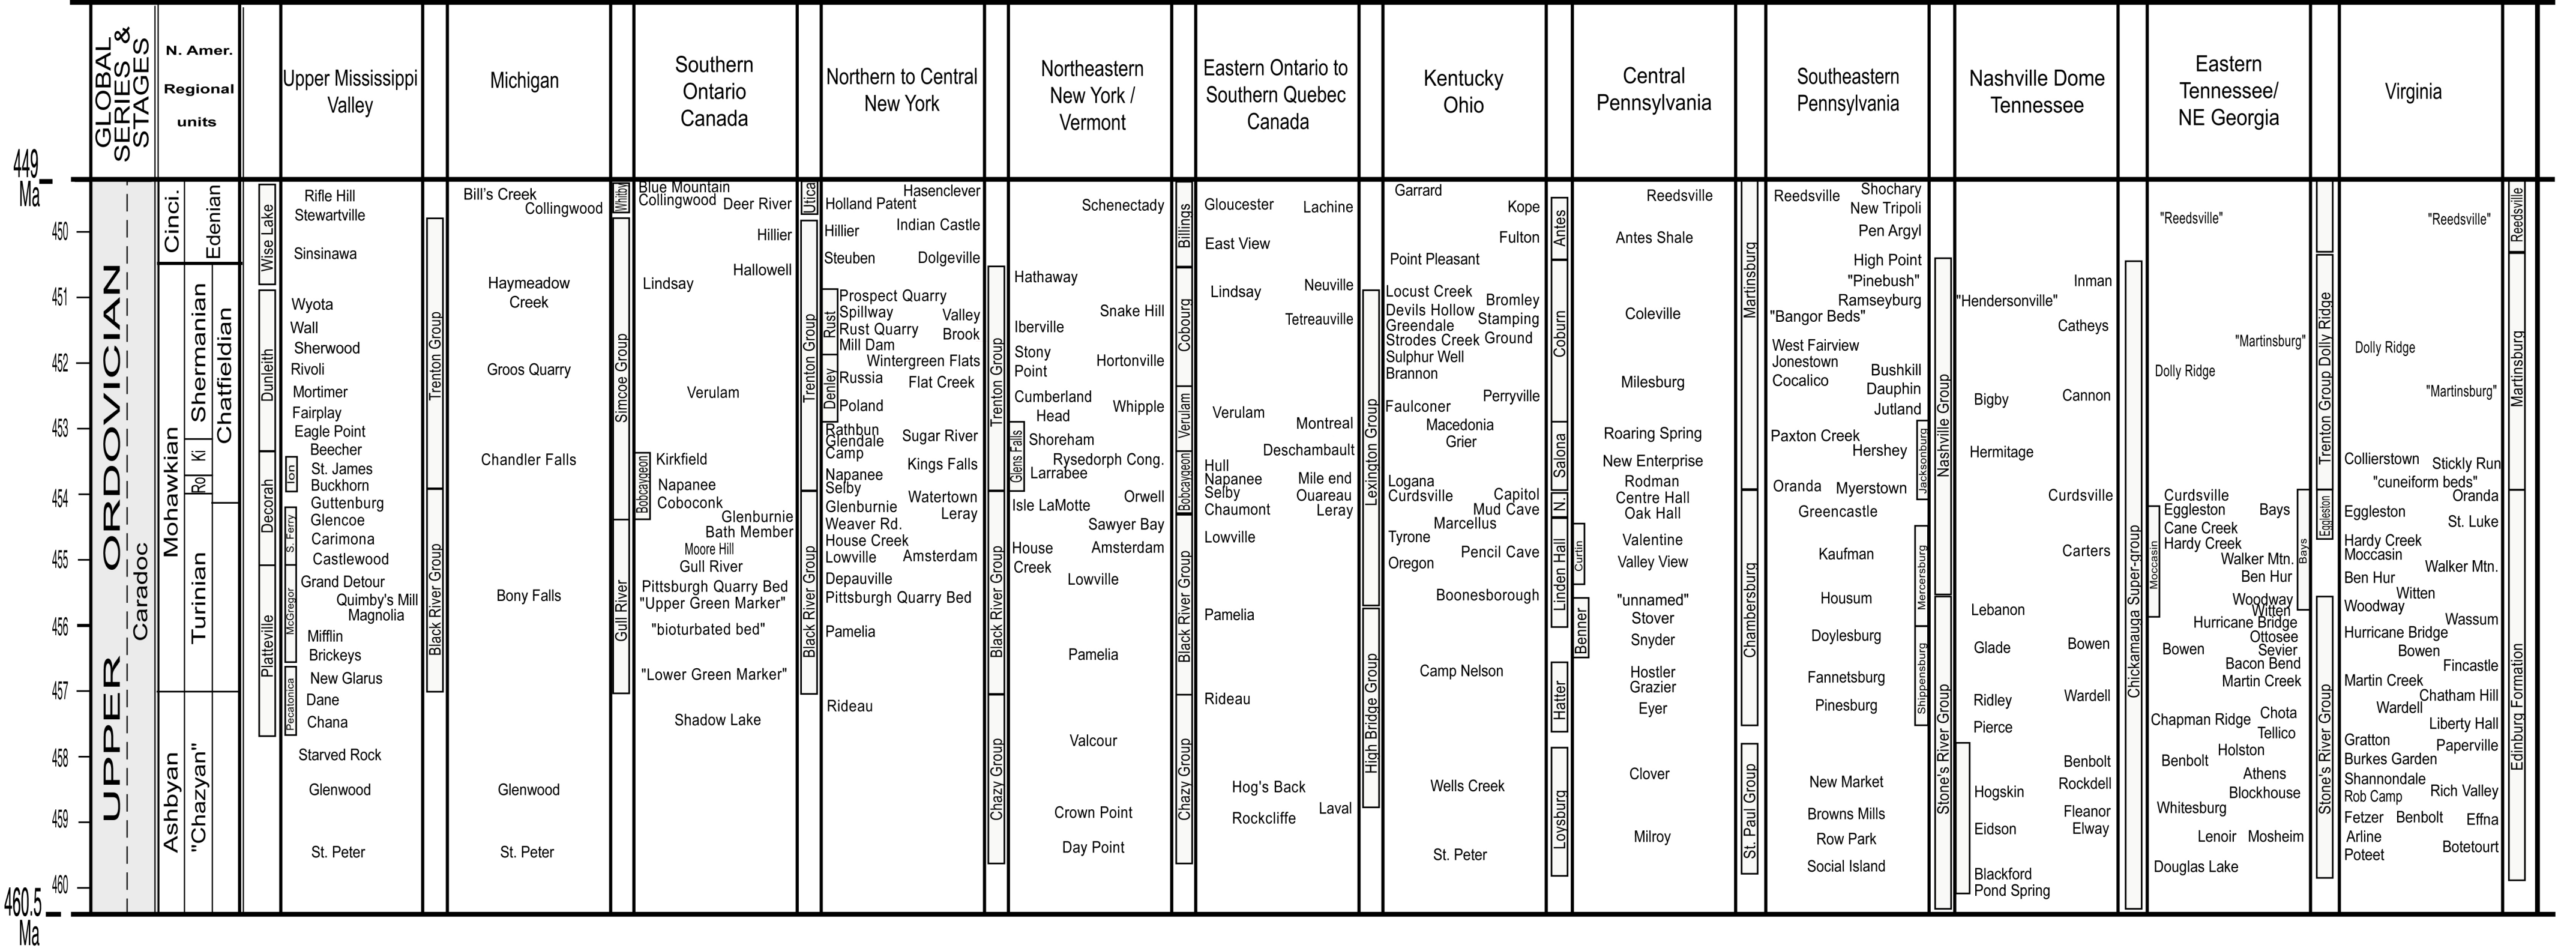 GLOBAL
SERIES &
STAGES
N. Amer.
Regional
units
Upper Mississippi
Valley
Michigan
Southern
Ontario
Canada
Northern to Central
New York
Northeastern
New York /
Vermont
Eastern Ontario to
Southern Quebec
Canada
Kentucky
Ohio
Central
Pennsylvania
Southeastern
Pennsylvania
Nashville Dome
Tennessee
Eastern
Tennessee/
NE Georgia
Virginia
449
Ma
450
451
452
453
454
455
456
457
458
459
460
460.5
Ma
UPPER ORDOVICIAN
Caradoc
Cinci.
Edenian
Mohawkian
Shermanian
Chatfieldian
Ki
Ro
Turinian
Ashbyan
"Chazyan"
Wise Lake
Dunleith
Decorah
Platteville
Ion
S. Ferry
McGregor
Pecatonica
Rifle Hill
Stewartville
Sinsinawa
Wyota
Wall
Sherwood
Rivoli
Mortimer
Fairplay
Eagle Point
Beecher
St. James
Buckhorn
Guttenburg
Glencoe
Carimona
Castlewood
Grand Detour
Quimby's Mill
Magnolia
Mifflin
Brickeys
New Glarus
Dane
Chana
Starved Rock
Glenwood
St. Peter
Trenton Group
Black River Group
Bill's Creek
Collingwood
Haymeadow
Creek
Groos Quarry
Chandler Falls
Bony Falls
Glenwood
St. Peter
Whitby
Simcoe Group
Gull River
Bobcaygeon
Blue Mountain
Collingwood
Deer River
Hillier
Hallowell
Lindsay
Verulam
Kirkfield
Napanee
Coboconk
Glenburnie
Bath Member
Moore Hill
Gull River
Pittsburgh Quarry Bed
"Upper Green Marker"
"bioturbated bed"
"Lower Green Marker"
Shadow Lake
Utica
Trenton Group
Black River Group
Rust
Denley
Hasenclever
Holland Patent
Indian Castle
Hillier
Steuben
Dolgeville
Prospect Quarry
Spillway
Valley
Rust Quarry
Brook
Mill Dam
Wintergreen Flats
Russia
Flat Creek
Poland
Rathbun
Sugar River
Glendale
Camp
Kings Falls
Napanee
Selby
Watertown
Glenburnie
Leray
Weaver Rd.
House Creek
Lowville
Amsterdam
Depauville
Pittsburgh Quarry Bed
Pamelia
Rideau
Trenton Group
Black River Group
Chazy Group
Glens Falls
Schenectady
Hathaway
Snake Hill
Iberville
Stony
Point
Hortonville
Cumberland
Head
Whipple
Shoreham
Rysedorph Cong.
Larrabee
Orwell
Isle LaMotte
Sawyer Bay
House
Creek
Amsterdam
Lowville
Pamelia
Valcour
Crown Point
Day Point
Billings
Cobourg
Verulam
Bobcaygeon
Black River Group
Chazy Group
Gloucester
Lachine
East View
Neuville
Lindsay
Tetreauville
Verulam
Montreal
Deschambault
Hull
Napanee
Mile end
Selby
Ouareau
Chaumont
Leray
Lowville
Pamelia
Rideau
Hog's Back
Laval
Rockcliffe
Lexington Group
High Bridge Group
Garrard
Kope
Fulton
Point Pleasant
Locust Creek
Bromley
Devils Hollow
Stamping
Greendale
Strodes Creek
Ground
Sulphur Well
Brannon
Perryville
Faulconer
Macedonia
Grier
Logana
Curdsville
Capitol
Mud Cave
Marcellus
Tyrone
Pencil Cave
Oregon
Boonesborough
Camp Nelson
Wells Creek
St. Peter
Antes
Coburn
Salona
N.
Linden Hall
Hatter
Loysburg
Curtin
Benner
Reedsville
Antes Shale
Coleville
Milesburg
Roaring Spring
New Enterprise
Rodman
Centre Hall
Oak Hall
Valentine
Valley View
"unnamed"
Stover
Snyder
Hostler
Grazier
Eyer
Clover
Milroy
Martinsburg
Chambersburg
St. Paul Group
Reedsville
Shochary
New Tripoli
Pen Argyl
High Point
"Pinebush"
Ramseyburg
"Bangor Beds"
West Fairview
Jonestown
Bushkill
Cocalico
Dauphin
Jutland
Paxton Creek
Hershey
Oranda
Myerstown
Greencastle
Kaufman
Housum
Doylesburg
Fannetsburg
Pinesburg
New Market
Browns Mills
Row Park
Social Island
Jacksonburg
Mercersburg
Shippensburg
Nashville Group
Stone's River Group
Inman
"Hendersonville"
Catheys
Bigby
Cannon
Hermitage
Curdsville
Carters
Lebanon
Glade
Bowen
Ridley
Wardell
Pierce
Benbolt
Rockdell
Hogskin
Fleanor
Eidson
Elway
Blackford
Pond Spring
Chickamauga Super-group
Moccasin
Bays
"Reedsville"
"Martinsburg"
Dolly Ridge
Curdsville
Eggleston
Bays
Cane Creek
Hardy Creek
Walker Mtn.
Ben Hur
Woodway
Witten
Hurricane Bridge
Ottosee
Bowen
Sevier
Bacon Bend
Martin Creek
Chota
Chapman Ridge
Tellico
Holston
Benbolt
Athens
Blockhouse
Whitesburg
Lenoir
Mosheim
Douglas Lake
Trenton Group Dolly Ridge
Eggleston
Stone's River Group
"Reedsville"
Dolly Ridge
"Martinsburg"
Collierstown
Stickly Run
"cuneiform beds"
Oranda
Eggleston
St. Luke
Hardy Creek
Moccasin
Walker Mtn.
Ben Hur
Witten
Woodway
Wassum
Hurricane Bridge
Bowen
Fincastle
Martin Creek
Chatham Hill
Wardell
Liberty Hall
Gratton
Paperville
Burkes Garden
Shannondale
Rich Valley
Rob Camp
Fetzer
Benbolt
Effna
Arline
Botetourt
Poteet
Reedsville
Martinsburg
Edinburg Formation